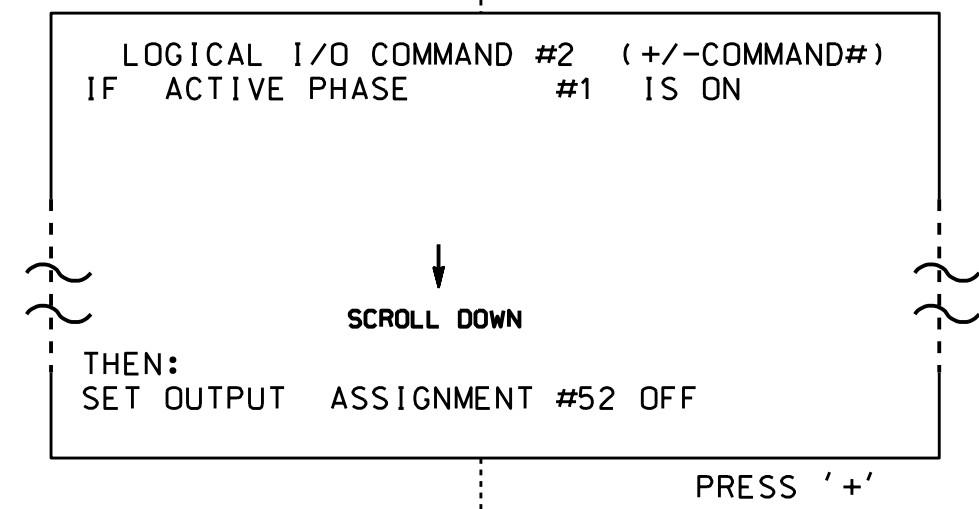 LOGICAL I/O COMMAND #2 (+/-COMMAND#)
IF ACTIVE PHASE #1 IS ON
SCROLL DOWN
THEN:
SET OUTPUT ASSIGNMENT #52 OFF
PRESS '+'